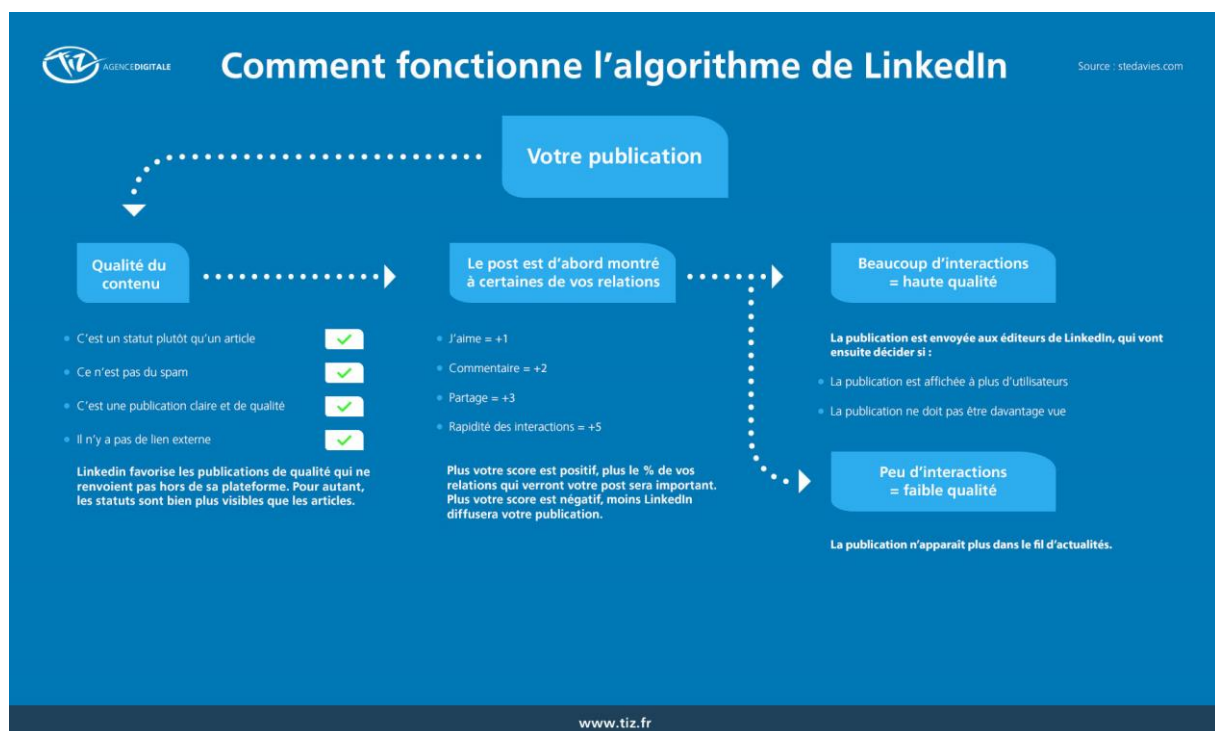 TiZ AGENCEDIGITALE
Comment fonctionne l'algorithme de LinkedIn
Source : stedavies.com
Votre publication
Qualité du
contenu
C'est un statut plutôt qu'un article
Ce n'est pas du spam
C'est une publication claire et de qualité
Il n'y a pas de lien externe
Linkedin favorise les publications de qualité qui ne
renvoient pas hors de sa plateforme. Pour autant,
les statuts sont bien plus visibles que les articles.
Le post est d'abord montré
à certaines de vos relations
J'aime = +1
Commentaire = +2
Partage = +3
Rapidité des interactions = +5
Plus votre score est positif, plus le % de vos
relations qui verront votre post sera important.
Plus votre score est négatif, moins LinkedIn
diffusera votre publication.
Beaucoup d'interactions
= haute qualité
La publication est envoyée aux éditeurs de LinkedIn, qui vont
ensuite décider si :
La publication est affichée à plus d'utilisateurs
La publication ne doit pas être davantage vue
Peu d'interactions
= faible qualité
La publication n'apparaît plus dans le fil d'actualités.
www.tiz.fr